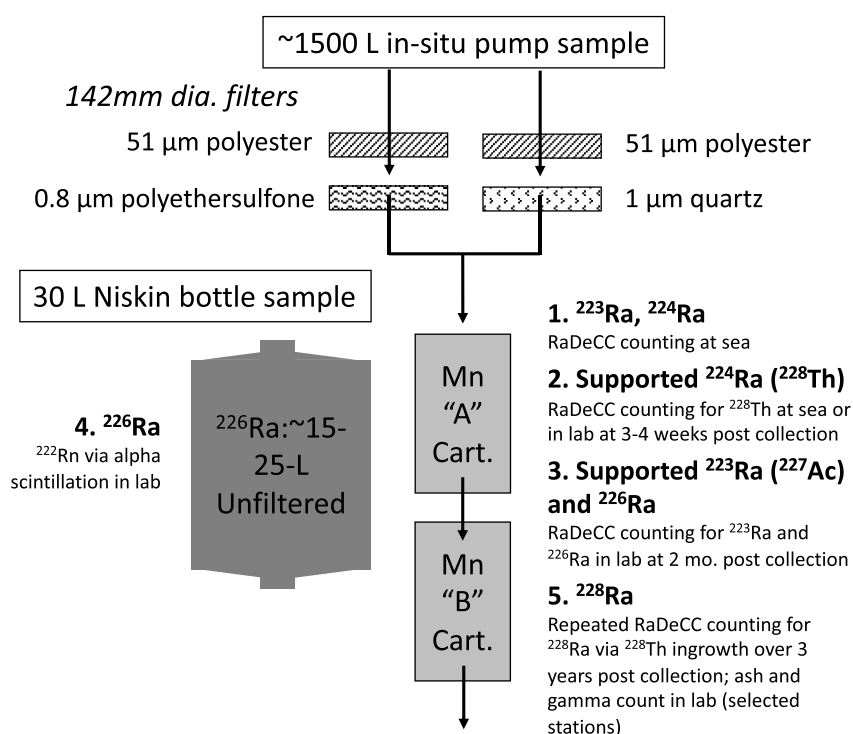 ~1500 L in-situ pump sample
142mm dia. filters
51 µm polyester
51 µm polyester
0.8 µm polyethersulfone
1 µm quartz
30 L Niskin bottle sample
4. ²²⁶Ra
²²²Rn via alpha
scintillation in lab
²²⁶Ra:~15-
25-L
Unfiltered
Mn
“A”
Cart.
Mn
“B”
Cart.
1. ²²³Ra, ²²⁴Ra
RaDeCC counting at sea
2. Supported ²²⁴Ra (²²⁸Th)
RaDeCC counting for ²²⁸Th at sea or
in lab at 3-4 weeks post collection
3. Supported ²²³Ra (²²⁷Ac)
and ²²⁶Ra
RaDeCC counting for ²²³Ra and
²²⁶Ra in lab at 2 mo. post collection
5. ²²⁸Ra
Repeated RaDeCC counting for
²²⁸Ra via ²²⁸Th ingrowth over 3
years post collection; ash and
gamma count in lab (selected
stations)